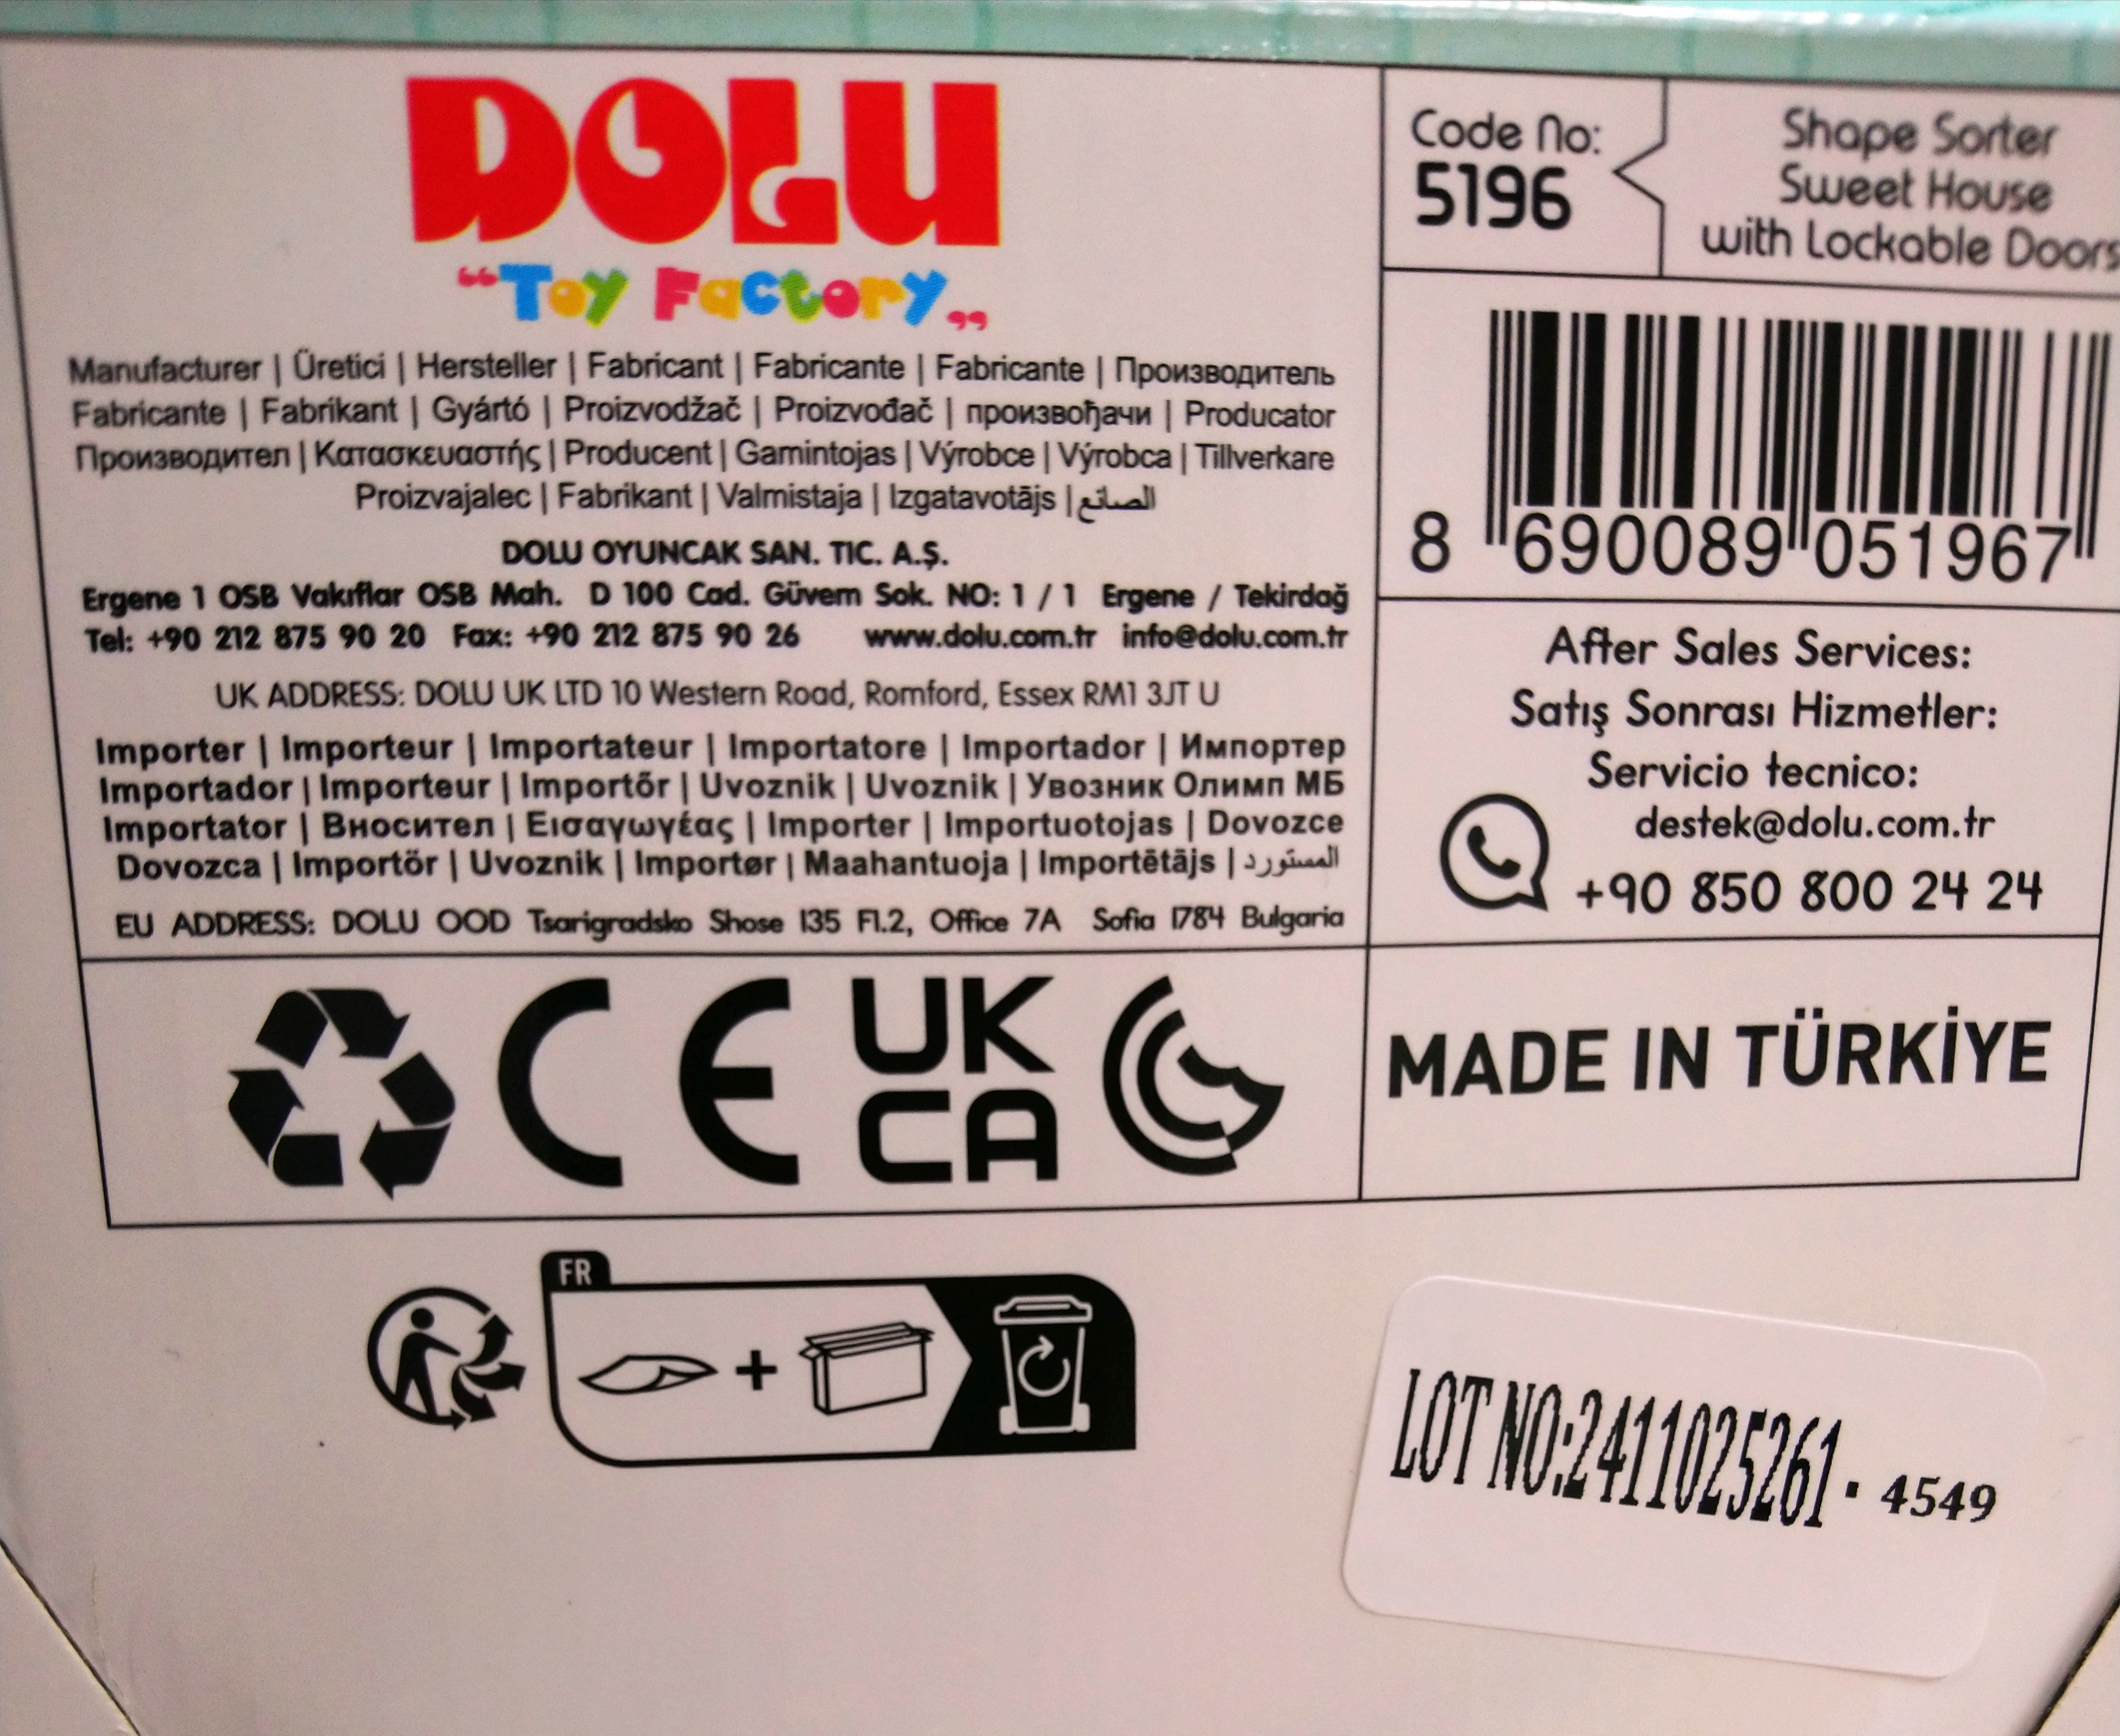 DOLU
“Toy Factory„
Manufacturer | Üretici | Hersteller | Fabricant | Fabricante | Fabricante | Производитель
Fabricante | Fabrikant | Gyártó | Proizvodžač | Proizvođač | произвођачи | Producator
Производител | Κατασκευαστής | Producent | Gamintojas | Výrobce | Výrobca | Tillverkare
Proizvajalec | Fabrikant | Valmistaja | Izgatavotājs | الصانع
DOLU OYUNCAK SAN. TIC. A.Ş.
Ergene 1 OSB Vakıflar OSB Mah. D 100 Cad. Güvem Sok. NO: 1 / 1 Ergene / Tekirdağ
Tel: +90 212 875 90 20 Fax: +90 212 875 90 26 www.dolu.com.tr info@dolu.com.tr
UK ADDRESS: DOLU UK LTD 10 Western Road, Romford, Essex RM1 3JT U
Importer | Importeur | Importateur | Importatore | Importador | Импортер
Importador | Importeur | Importőr | Uvoznik | Uvoznik | Увозник Олимп МБ
Importator | Вносител | Εισαγωγέας | Importer | Importuotojas | Dovozce
Dovozca | Importör | Uvoznik | Importør | Maahantuoja | Importētājs | المستورد
EU ADDRESS: DOLU OOD Tsarigradsko Shose 135 Fl.2, Office 7A Sofia 1784 Bulgaria
Code No:
5196
Shape Sorter
Sweet House
with Lockable Doors
8 690089 051967
After Sales Services:
Satış Sonrası Hizmetler:
Servicio tecnico:
destek@dolu.com.tr
+90 850 800 24 24
CE
UK
CA
MADE IN TÜRKİYE
FR
+
LOT NO:2411025261 - 4549